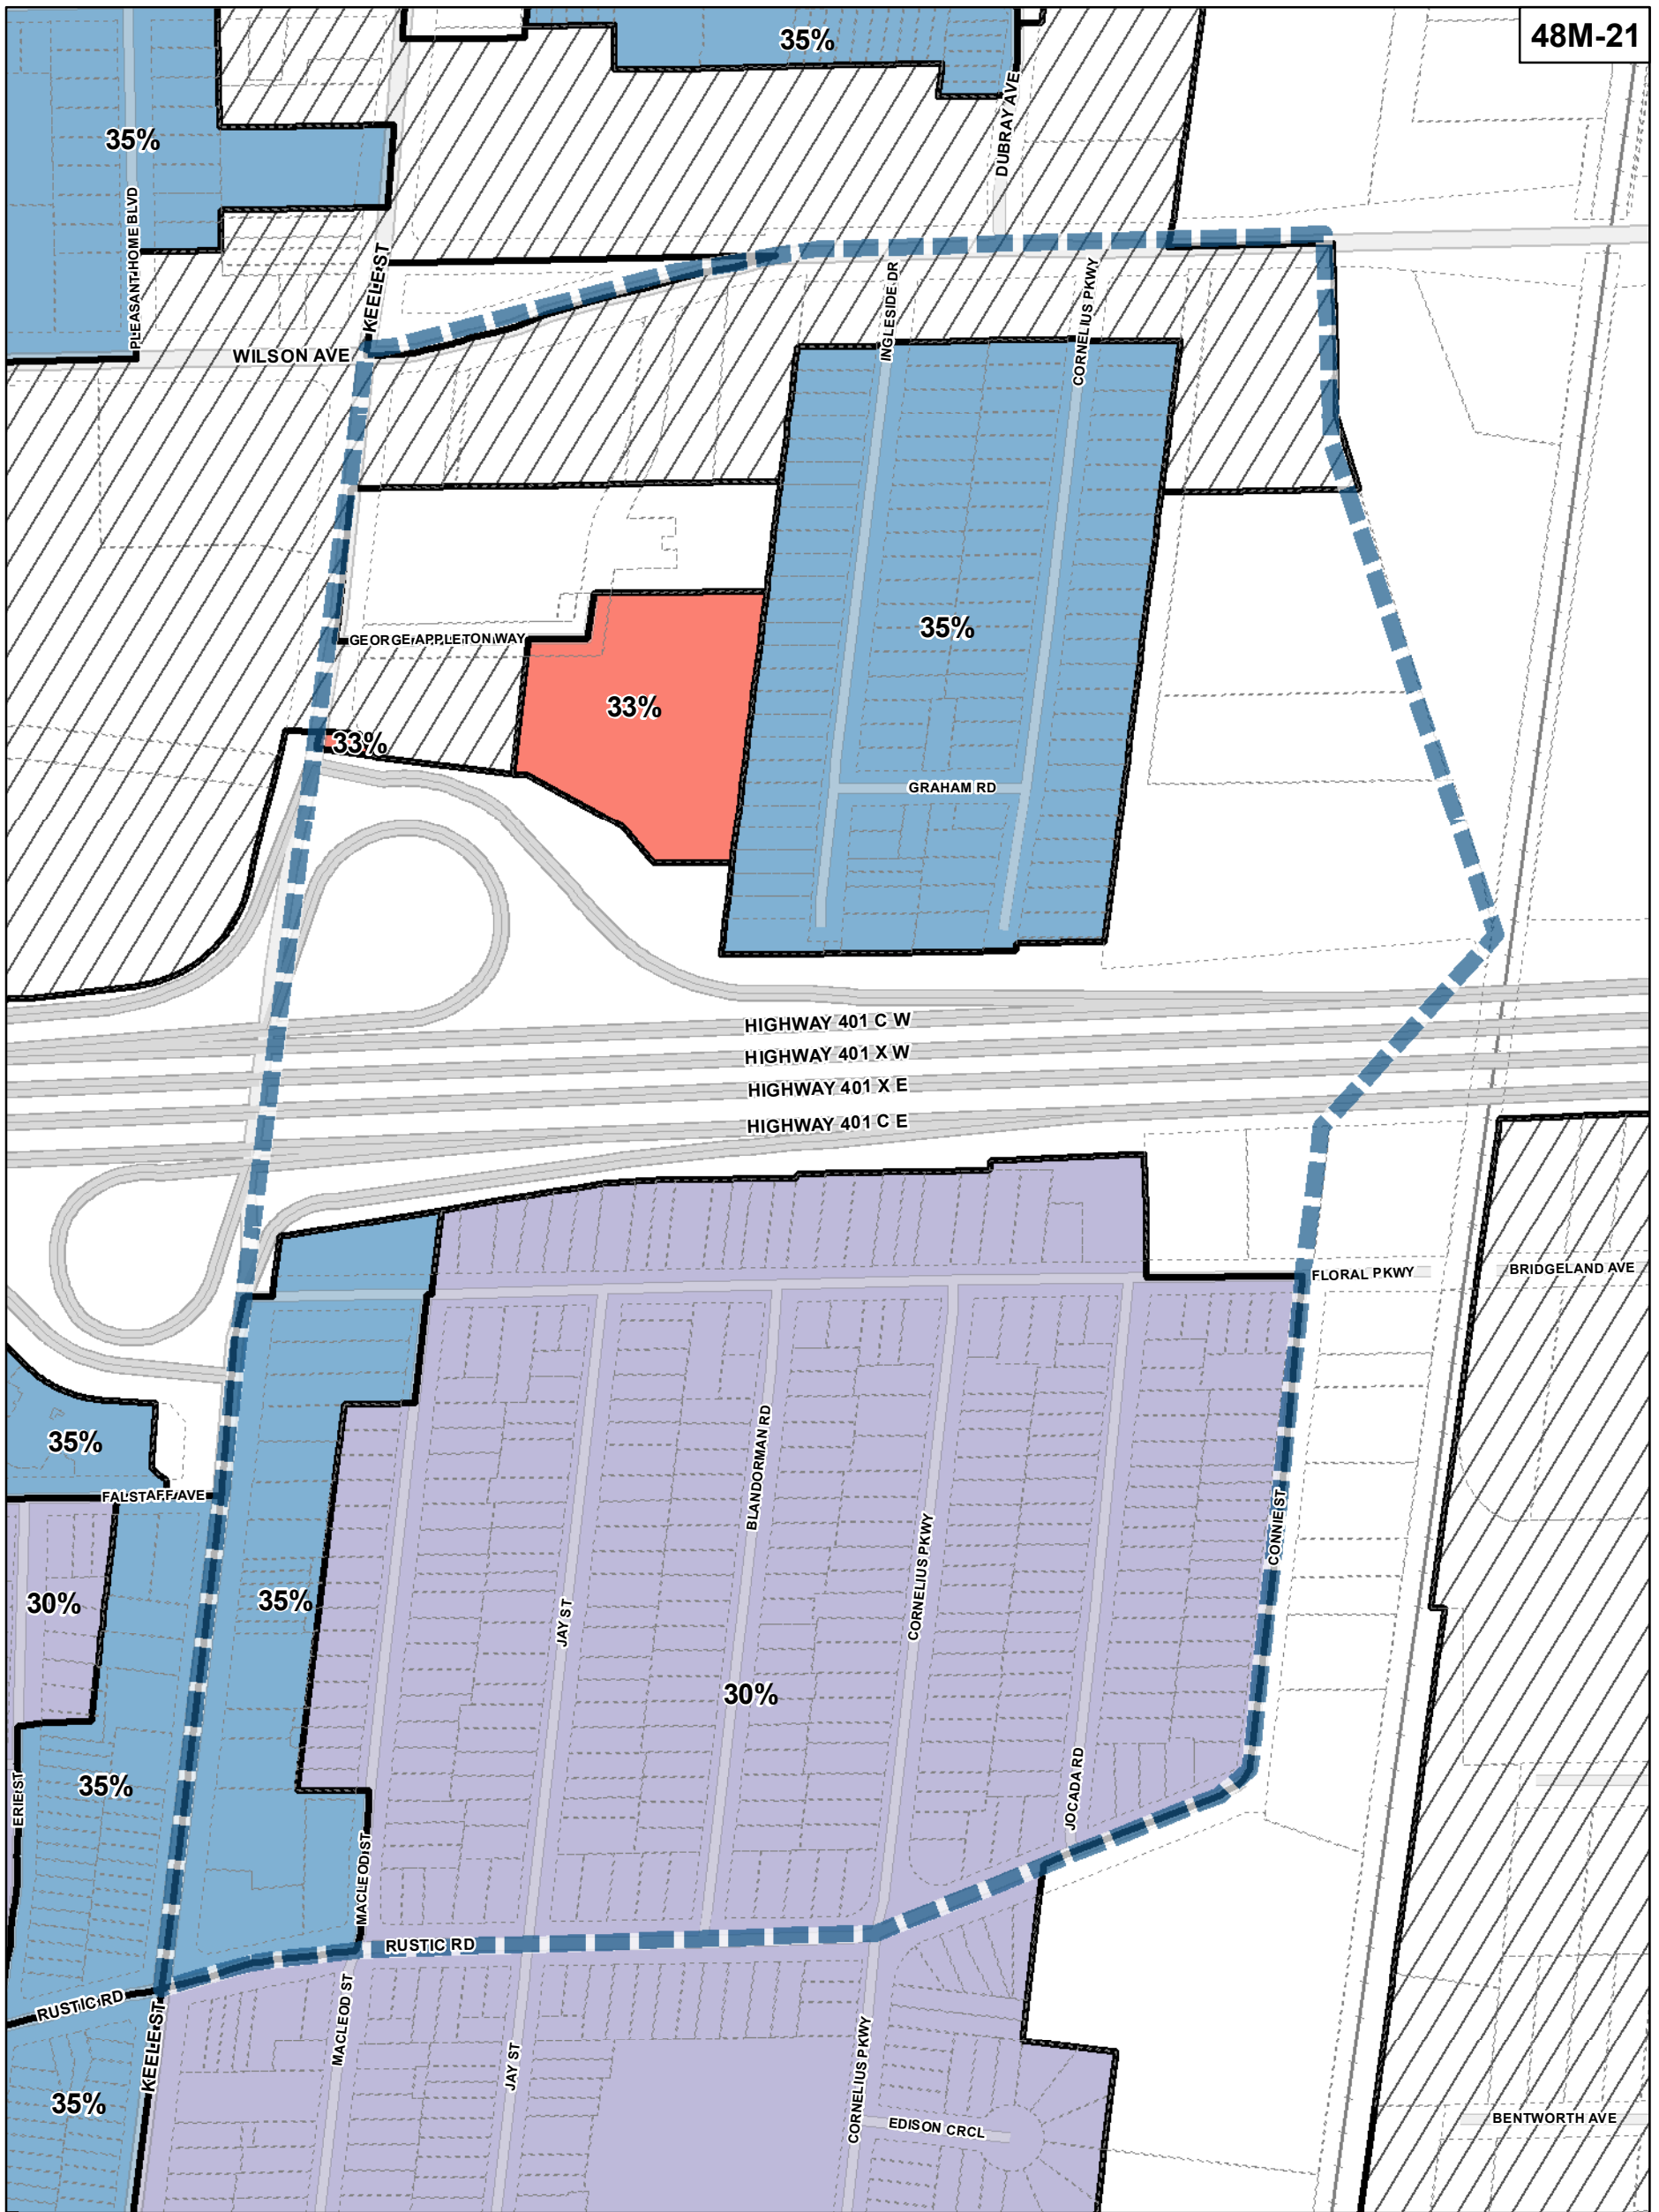 48M-21
35%
35%
DUBRAY AVE
PLEASANT HOME BLVD
KEELE ST
INGLESIDE DR
CORNELIUS PKWY
WILSON AVE
35%
GEORGE APPLETON WAY
33%
33%
GRAHAM RD
HIGHWAY 401 C W
HIGHWAY 401 X W
HIGHWAY 401 X E
HIGHWAY 401 C E
FLORAL PKWY
BRIDGELAND AVE
35%
FALSTAFF AVE
BLANDORMAN RD
CONNIE ST
CORNELIUS PKWY
30%
35%
JAY ST
30%
35%
ERIE ST
JOCADA RD
MACLEOD ST
RUSTIC RD
RUSTIC RD
KEELE ST
MACLEOD ST
JAY ST
CORNELIUS PKWY
35%
EDISON CRCL
BENTWORTH AVE